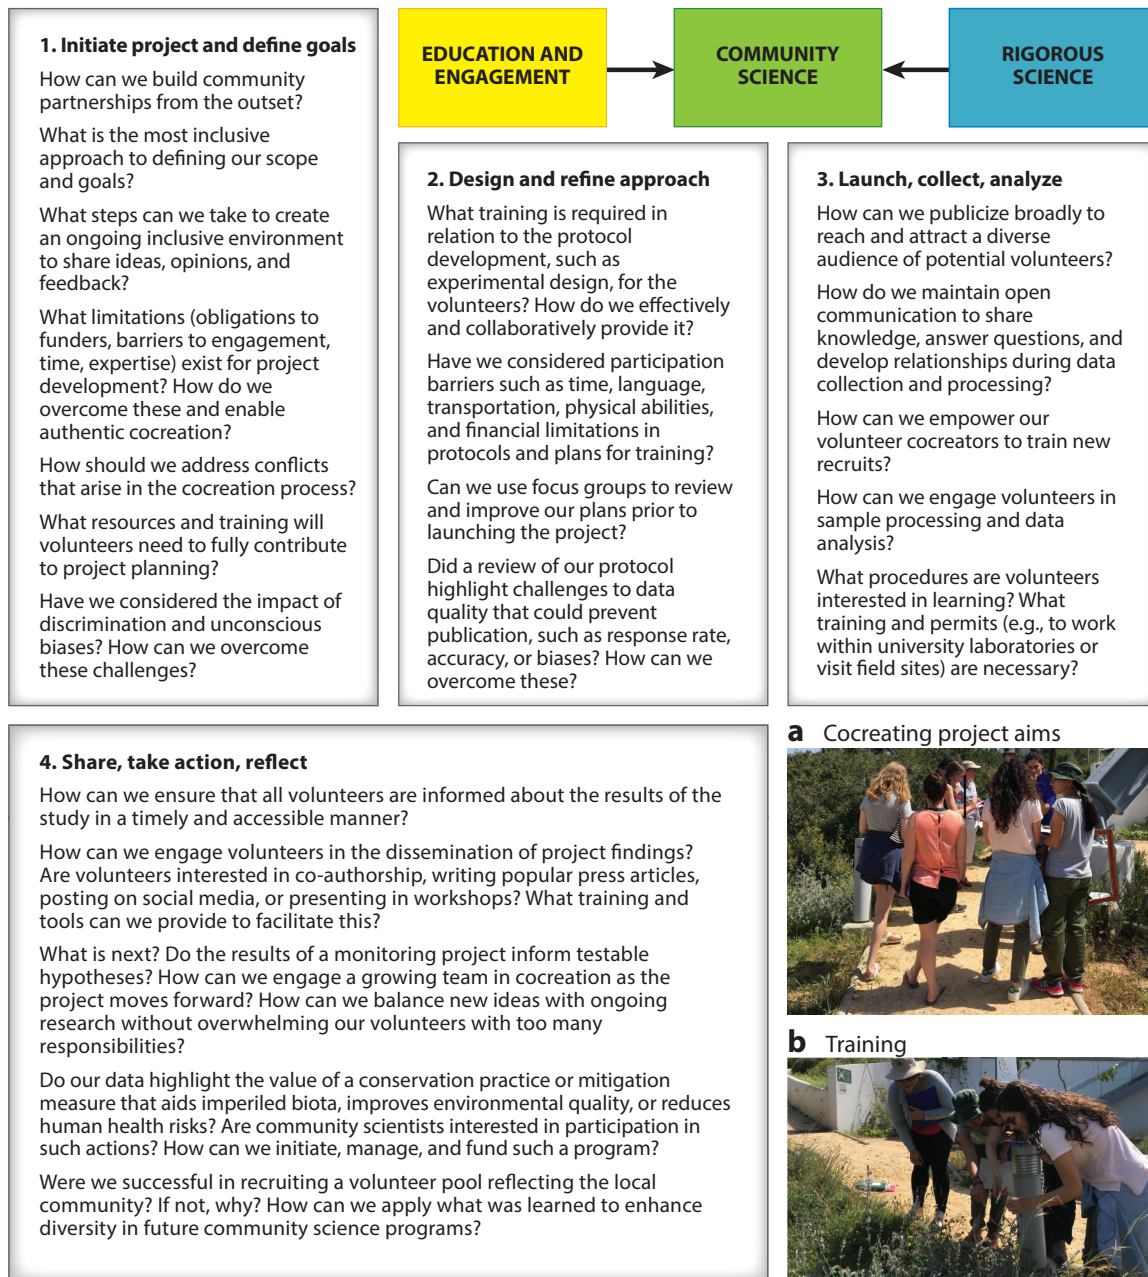 1. Initiate project and define goals
How can we build community
partnerships from the outset?
What is the most inclusive
approach to defining our scope
and goals?
What steps can we take to create
an ongoing inclusive environment
to share ideas, opinions, and
feedback?
What limitations (obligations to
funders, barriers to engagement,
time, expertise) exist for project
development? How do we
overcome these and enable
authentic cocreation?
How should we address conflicts
that arise in the cocreation process?
What resources and training will
volunteers need to fully contribute
to project planning?
Have we considered the impact of
discrimination and unconscious
biases? How can we overcome
these challenges?
EDUCATION AND
ENGAGEMENT
COMMUNITY
SCIENCE
RIGOROUS
SCIENCE
2. Design and refine approach
What training is required in
relation to the protocol
development, such as
experimental design, for the
volunteers? How do we effectively
and collaboratively provide it?
Have we considered participation
barriers such as time, language,
transportation, physical abilities,
and financial limitations in
protocols and plans for training?
Can we use focus groups to review
and improve our plans prior to
launching the project?
Did a review of our protocol
highlight challenges to data
quality that could prevent
publication, such as response rate,
accuracy, or biases? How can we
overcome these?
3. Launch, collect, analyze
How can we publicize broadly to
reach and attract a diverse
audience of potential volunteers?
How do we maintain open
communication to share
knowledge, answer questions, and
develop relationships during data
collection and processing?
How can we empower our
volunteer cocreators to train new
recruits?
How can we engage volunteers in
sample processing and data
analysis?
What procedures are volunteers
interested in learning? What
training and permits (e.g., to work
within university laboratories or
visit field sites) are necessary?
4. Share, take action, reflect
How can we ensure that all volunteers are informed about the results of the
study in a timely and accessible manner?
How can we engage volunteers in the dissemination of project findings?
Are volunteers interested in co-authorship, writing popular press articles,
posting on social media, or presenting in workshops? What training and
tools can we provide to facilitate this?
What is next? Do the results of a monitoring project inform testable
hypotheses? How can we engage a growing team in cocreation as the
project moves forward? How can we balance new ideas with ongoing
research without overwhelming our volunteers with too many
responsibilities?
Do our data highlight the value of a conservation practice or mitigation
measure that aids imperiled biota, improves environmental quality, or reduces
human health risks? Are community scientists interested in participation in
such actions? How can we initiate, manage, and fund such a program?
Were we successful in recruiting a volunteer pool reflecting the local
community? If not, why? How can we apply what was learned to enhance
diversity in future community science programs?
a Cocreating project aims
b Training